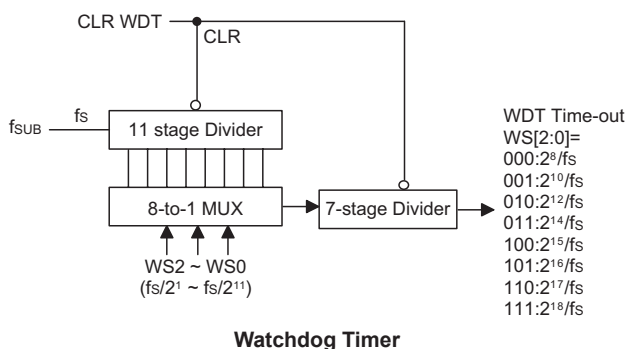 CLR WDT
CLR
fSUB
fS
11 stage Divider
8-to-1 MUX
7-stage Divider
WS2 ~ WS0
(fS/2¹ ~ fS/2¹¹)
WDT Time-out
WS[2:0]=
000:2⁸/fS
001:2¹⁰/fS
010:2¹²/fS
011:2¹⁴/fS
100:2¹⁵/fS
101:2¹⁶/fS
110:2¹⁷/fS
111:2¹⁸/fS
Watchdog Timer